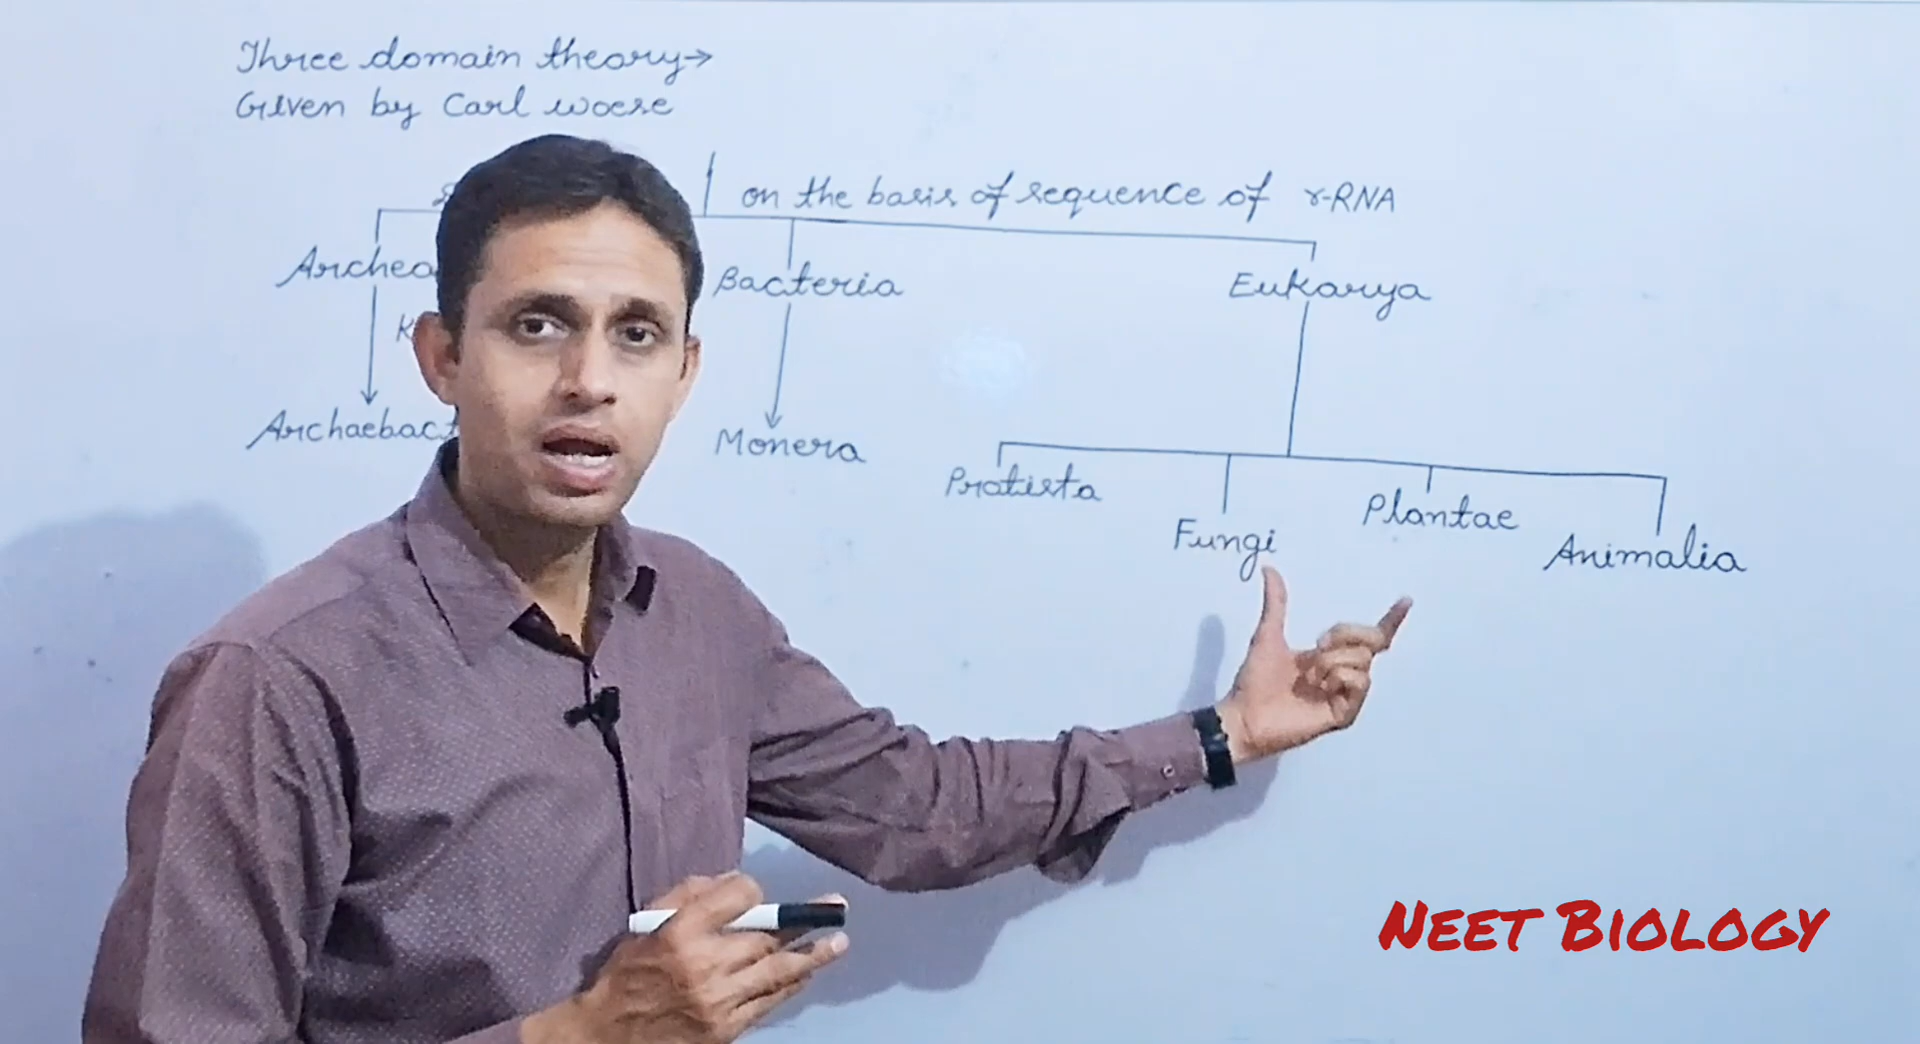 Three domain theory→
Given by Carl woese
on the basis of sequence of r-RNA
Bacteria
Eukarya
Monera
Protista
Fungi
Plantae
Animalia
NEET BIOLOGY